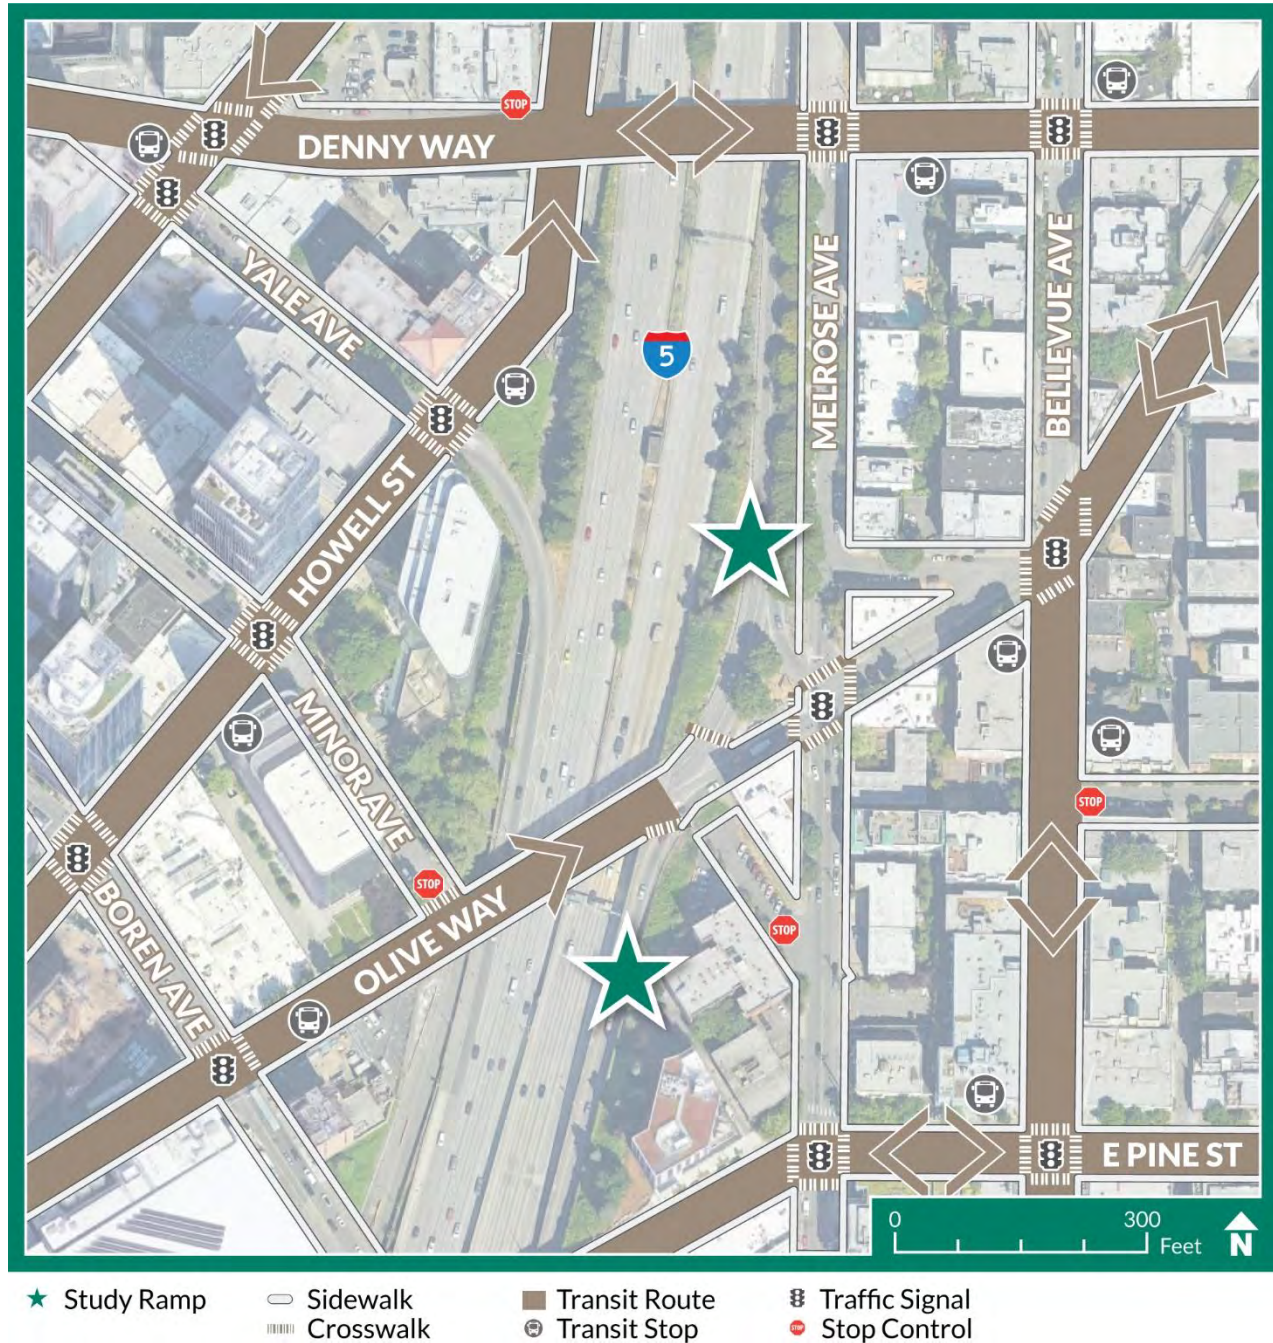 STOP
DENNY WAY
YALE AVE
5
MELROSE AVE
BELLEVUE AVE
HOWELL ST
MINOR AVE
STOP
STOP
BOREN AVE
OLIVE WAY
STOP
E PINE ST
0 300
Feet N
Study Ramp Sidewalk Transit Route Traffic Signal
Crosswalk Transit Stop STOP Stop Control